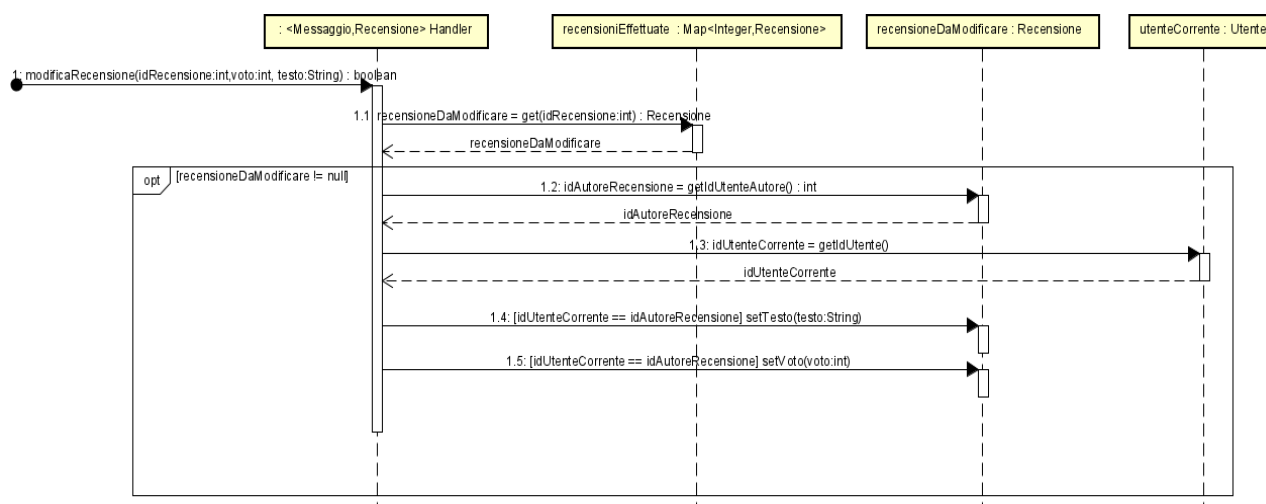 : <Messaggio,Recensione> Handler
recensioniEffettuate : Map<Integer,Recensione>
recensioneDaModificare : Recensione
utenteCorrente : Utente
1: modificaRecensione(idRecensione:int,voto:int, testo:String) : boolean
1.1: recensioneDaModificare = get(idRecensione:int) : Recensione
recensioneDaModificare
opt
[recensioneDaModificare != null]
1.2: idAutoreRecensione = getIdUtenteAutore() : int
idAutoreRecensione
1.3: idUtenteCorrente = getIdUtente()
idUtenteCorrente
1.4: [idUtenteCorrente == idAutoreRecensione] setTesto(testo:String)
1.5: [idUtenteCorrente == idAutoreRecensione] setVoto(voto:int)